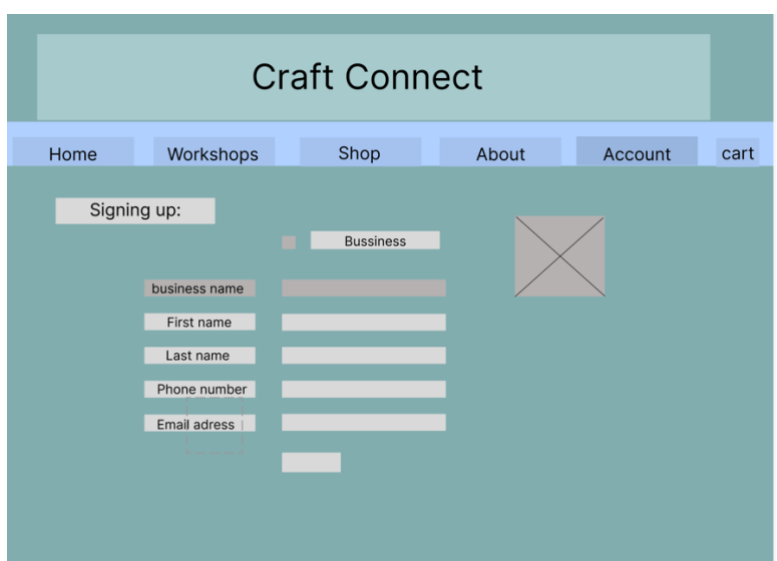 Craft Connect
Home Workshops Shop About Account cart
Signing up:
Bussiness
business name
First name
Last name
Phone number
Email adress